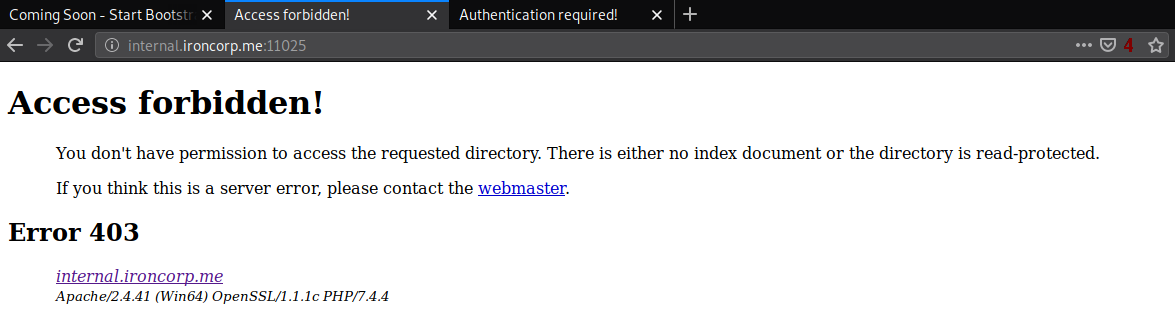 Coming Soon - Start Bootstra
Access forbidden!
Authentication required!
internal.ironcorp.me:11025
4
Access forbidden!
You don't have permission to access the requested directory. There is either no index document or the directory is read-protected.
If you think this is a server error, please contact the webmaster.
Error 403
internal.ironcorp.me
Apache/2.4.41 (Win64) OpenSSL/1.1.1c PHP/7.4.4